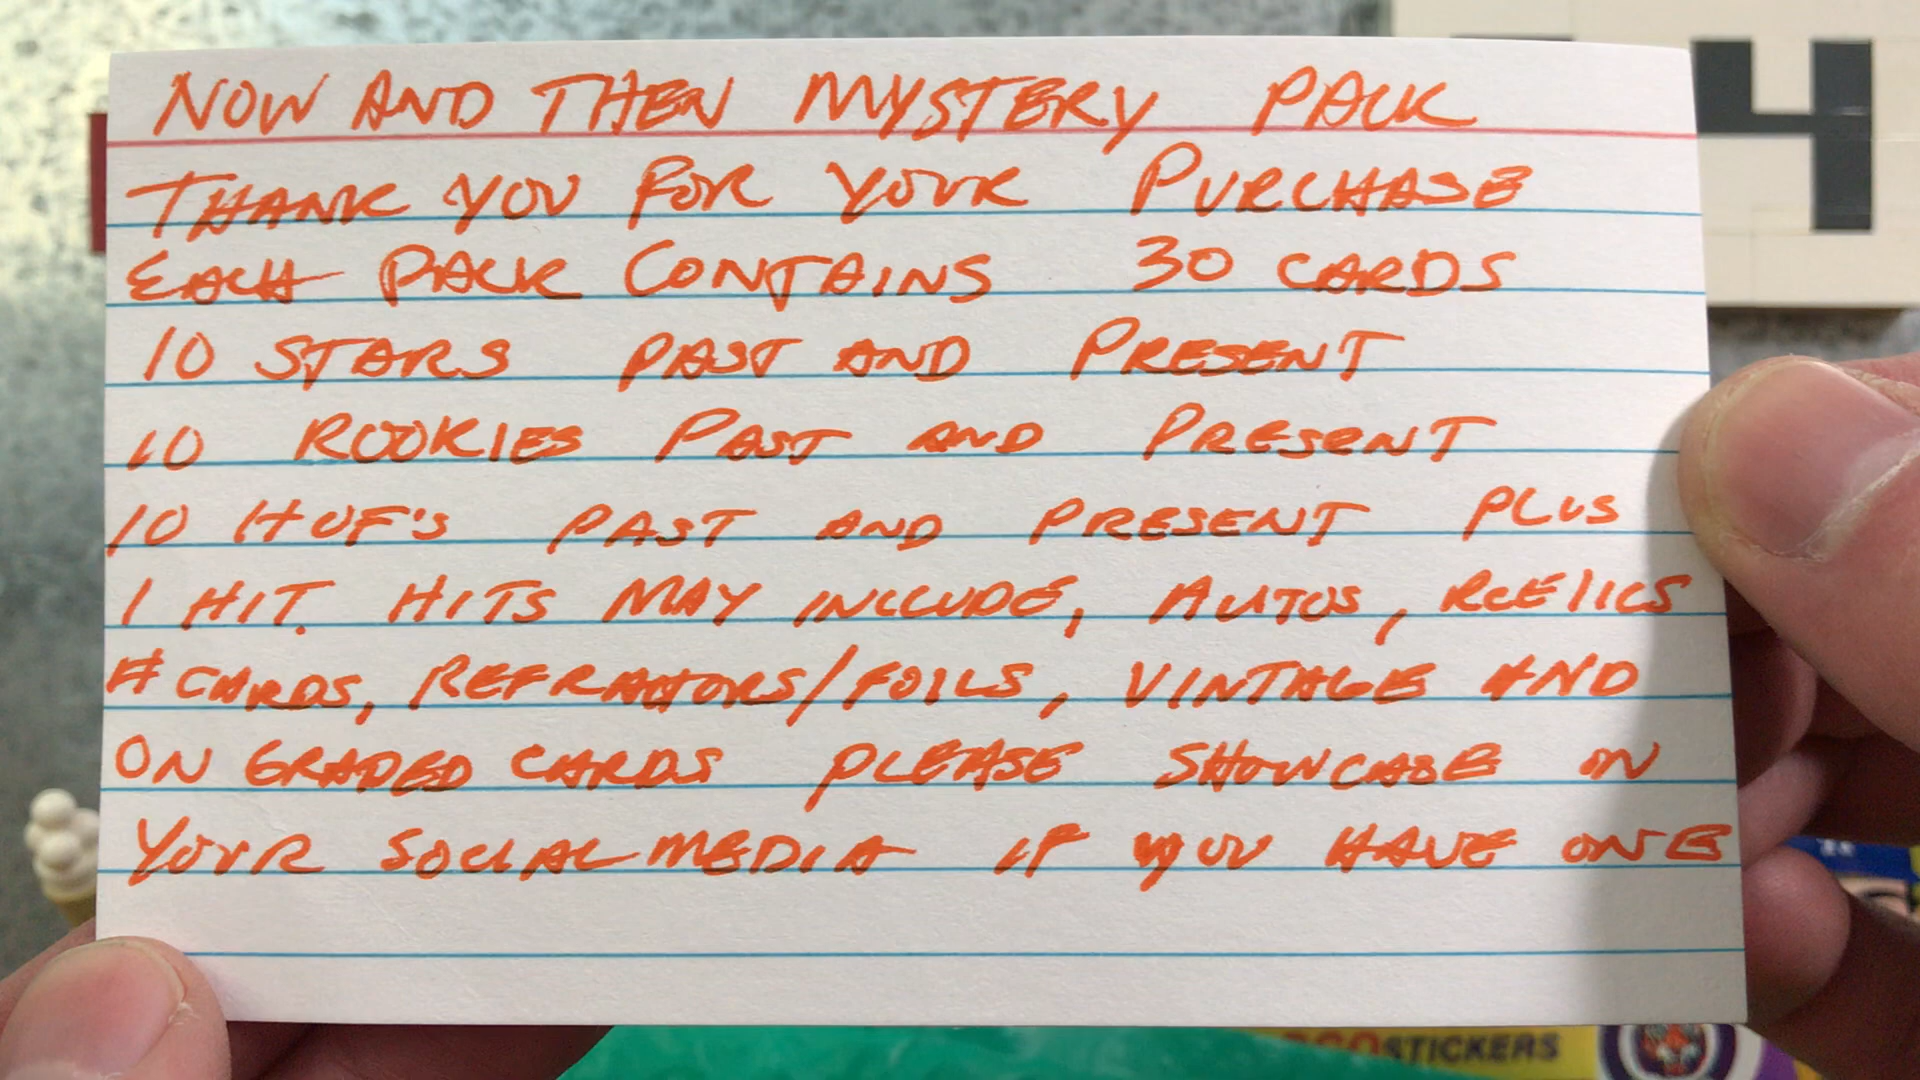 NOW AND THEN MYSTERY PACK
THANK YOU FOR YOUR PURCHASE
EACH PACK CONTAINS 30 CARDS
10 STARS PAST AND PRESENT
10 ROOKIES PAST AND PRESENT
10 HOF'S PAST AND PRESENT PLUS
1 HIT. HITS MAY INCLUDE, AUTOS, RELICS
# CARDS, REFRACTORS/FOILS, VINTAGE AND
ON GRADED CARDS PLEASE SHOWCASE ON
YOUR SOCIAL MEDIA IF YOU HAVE ONE
4
STICKERS